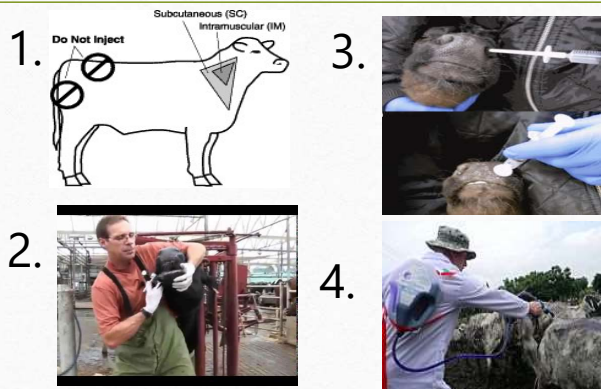 1.
Subcutaneous (SC)
Intramuscular (IM)
Do Not Inject
2.
3.
4.